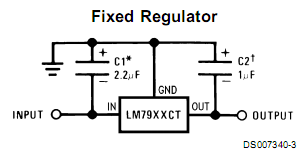 Fixed Regulator
+ +
C1* C2†
2.2μF 1μF
− −
GND
INPUT IN LM79XXCT OUT OUTPUT
DS007340-3